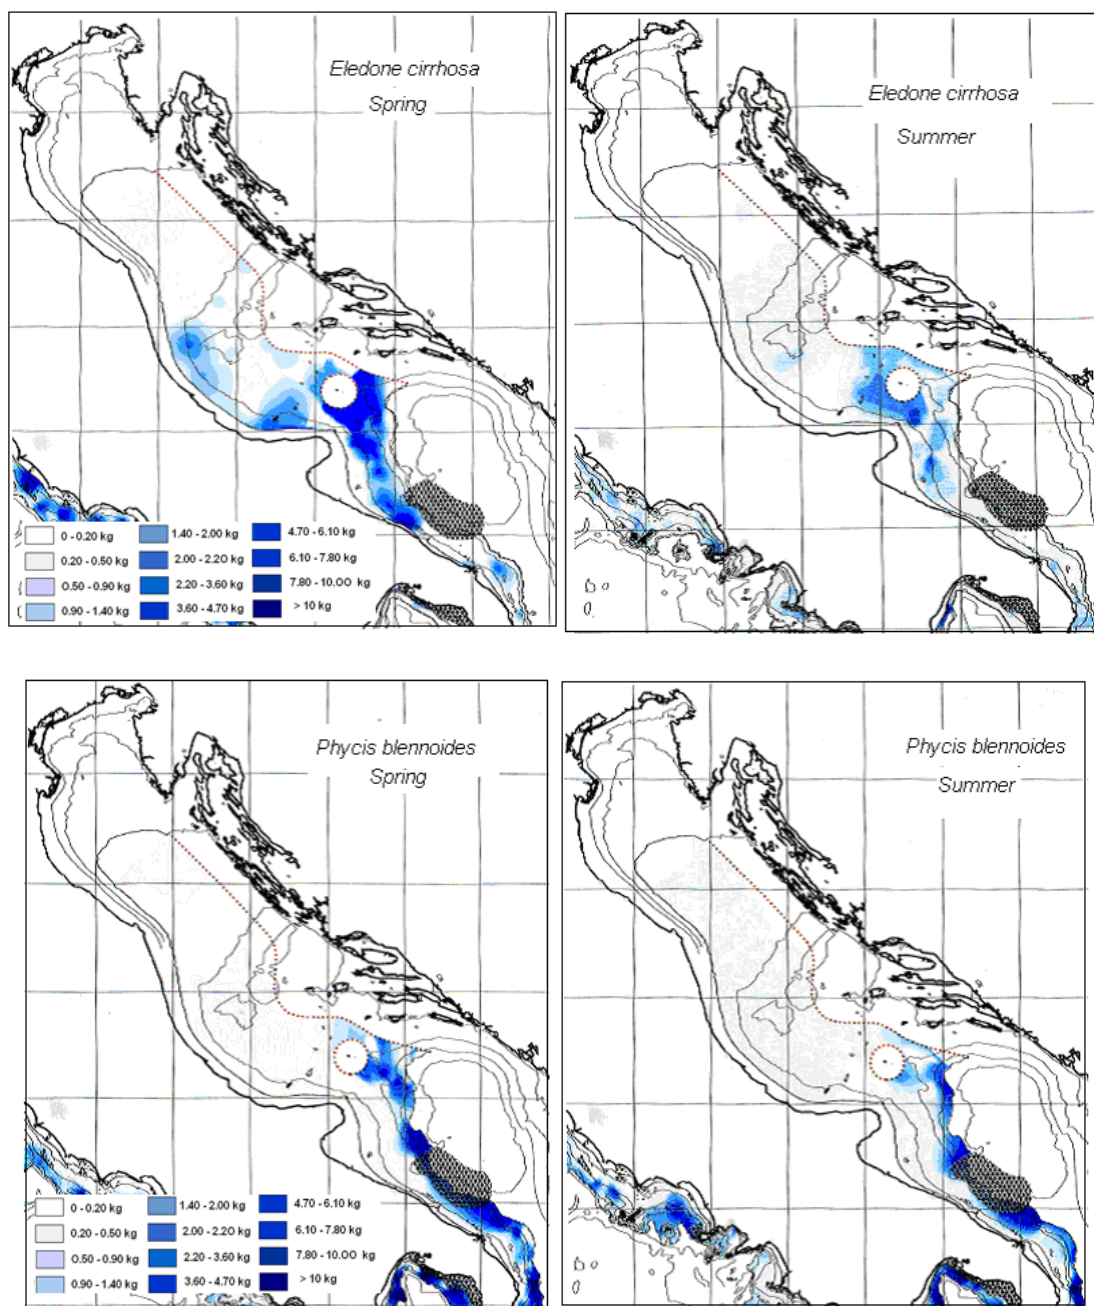 Eledone cirrhosa
Spring
Eledone cirrhosa
Summer
0 - 0.20 kg
0.20 - 0.50 kg
0.50 - 0.90 kg
0.90 - 1.40 kg
1.40 - 2.00 kg
2.00 - 2.20 kg
2.20 - 3.60 kg
3.60 - 4.70 kg
4.70 - 6.10 kg
6.10 - 7.80 kg
7.80 - 10.00 kg
> 10 kg
Phycis blennoides
Spring
Phycis blennoides
Summer
0 - 0.20 kg
0.20 - 0.50 kg
0.50 - 0.90 kg
0.90 - 1.40 kg
1.40 - 2.00 kg
2.00 - 2.20 kg
2.20 - 3.60 kg
3.60 - 4.70 kg
4.70 - 6.10 kg
6.10 - 7.80 kg
7.80 - 10.00 kg
> 10 kg